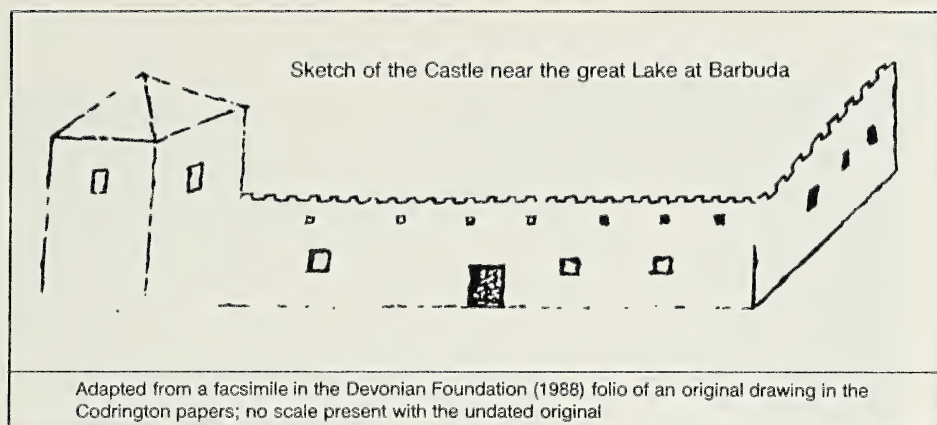 Sketch of the Castle near the great Lake at Barbuda
Adapted from a facsimile in the Devonian Foundation (1988) folio of an original drawing in the
Codrington papers; no scale present with the undated original